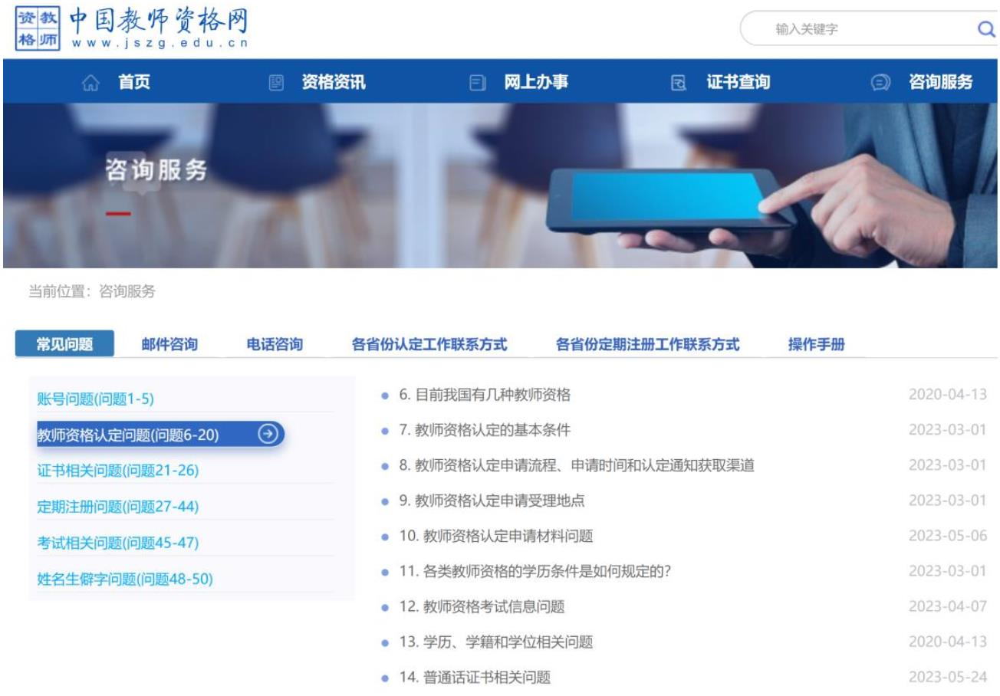 资教
格师
中国教师资格网
www.jszg.edu.cn
输入关键字
首页 资格资讯 网上办事 证书查询 咨询服务
咨询服务
当前位置：咨询服务
常见问题 邮件咨询 电话咨询 各省份认定工作联系方式 各省份定期注册工作联系方式 操作手册
账号问题(问题1-5)
教师资格认定问题(问题6-20)
证书相关问题(问题21-26)
定期注册问题(问题27-44)
考试相关问题(问题45-47)
姓名生僻字问题(问题48-50)
6. 目前我国有几种教师资格 2020-04-13
7. 教师资格认定的基本条件 2023-03-01
8. 教师资格认定申请流程、申请时间和认定通知获取渠道 2023-03-01
9. 教师资格认定申请受理地点 2023-03-01
10. 教师资格认定申请材料问题 2023-05-06
11. 各类教师资格的学历条件是如何规定的？ 2023-03-01
12. 教师资格考试信息问题 2023-04-07
13. 学历、学籍和学位相关问题 2020-04-13
14. 普通话证书相关问题 2023-05-24